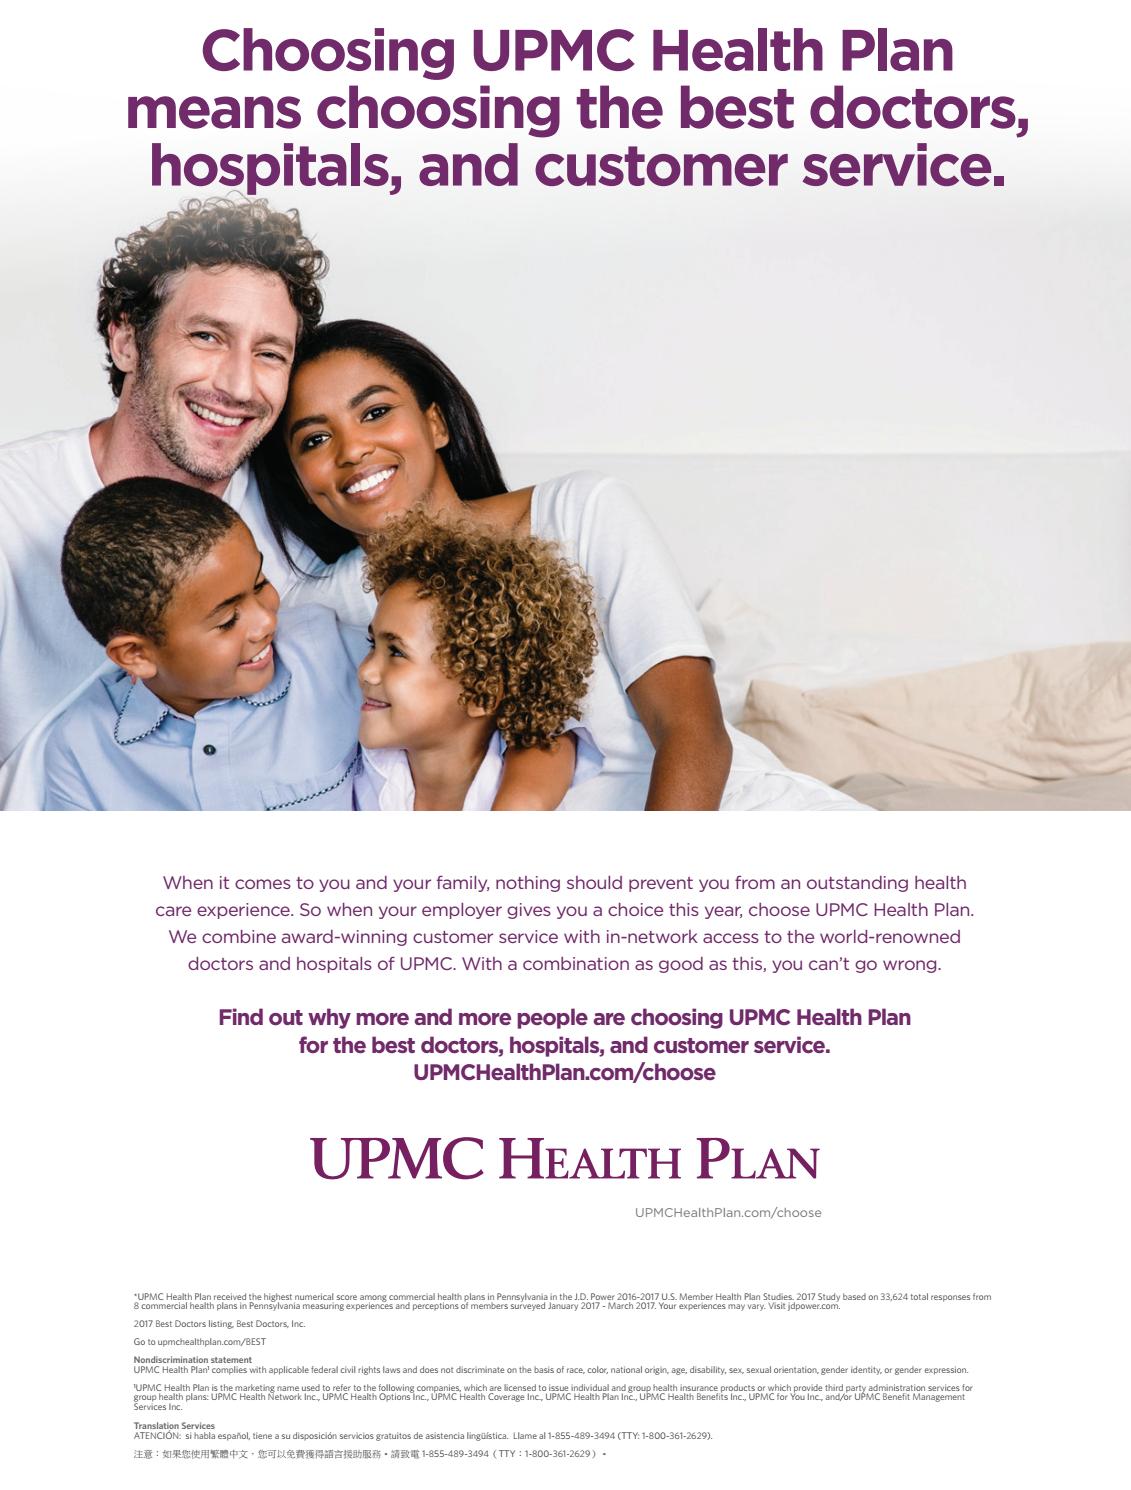 Choosing UPMC Health Plan
means choosing the best doctors,
hospitals, and customer service.
When it comes to you and your family, nothing should prevent you from an outstanding health
care experience. So when your employer gives you a choice this year, choose UPMC Health Plan.
We combine award-winning customer service with in-network access to the world-renowned
doctors and hospitals of UPMC. With a combination as good as this, you can’t go wrong.
Find out why more and more people are choosing UPMC Health Plan
for the best doctors, hospitals, and customer service.
UPMCHealthPlan.com/choose
UPMC HEALTH PLAN
UPMCHealthPlan.com/choose
*UPMC Health Plan received the highest numerical score among commercial health plans in Pennsylvania in the J.D. Power 2016-2017 U.S. Member Health Plan Studies. 2017 Study based on 33,624 total responses from
8 commercial health plans in Pennsylvania measuring experiences and perceptions of members surveyed January 2017 - March 2017. Your experiences may vary. Visit jdpower.com.
2017 Best Doctors listing, Best Doctors, Inc.
Go to upmchealthplan.com/BEST
Nondiscrimination statement
UPMC Health Plan¹ complies with applicable federal civil rights laws and does not discriminate on the basis of race, color, national origin, age, disability, sex, sexual orientation, gender identity, or gender expression.
¹UPMC Health Plan is the marketing name used to refer to the following companies, which are licensed to issue individual and group health insurance products or which provide third party administration services for
group health plans: UPMC Health Network Inc., UPMC Health Options Inc., UPMC Health Coverage Inc., UPMC Health Plan Inc., UPMC Health Benefits Inc., UPMC for You Inc., and/or UPMC Benefit Management
Services Inc.
Translation Services
ATENCIÓN: si habla español, tiene a su disposición servicios gratuitos de asistencia lingüística. Llame al 1-855-489-3494 (TTY: 1-800-361-2629).
注意：如果您使用繁體中文，您可以免費獲得語言援助服務。請致電 1-855-489-3494（TTY：1-800-361-2629）。